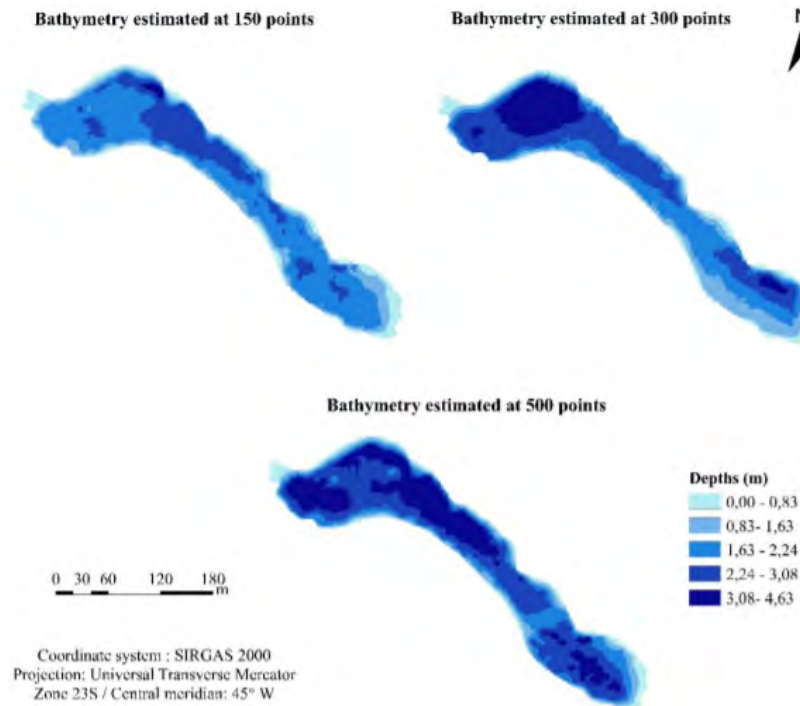 Bathymetry estimated at 150 points
Bathymetry estimated at 300 points
N
Bathymetry estimated at 500 points
Depths (m)
0,00 - 0,83
0,83- 1,63
1,63 - 2,24
2,24 - 3,08
3,08- 4,63
0 30 60 120 180
m
Coordinate system : SIRGAS 2000
Projection: Universal Transverse Mercator
Zone 23S / Central meridian: 45° W